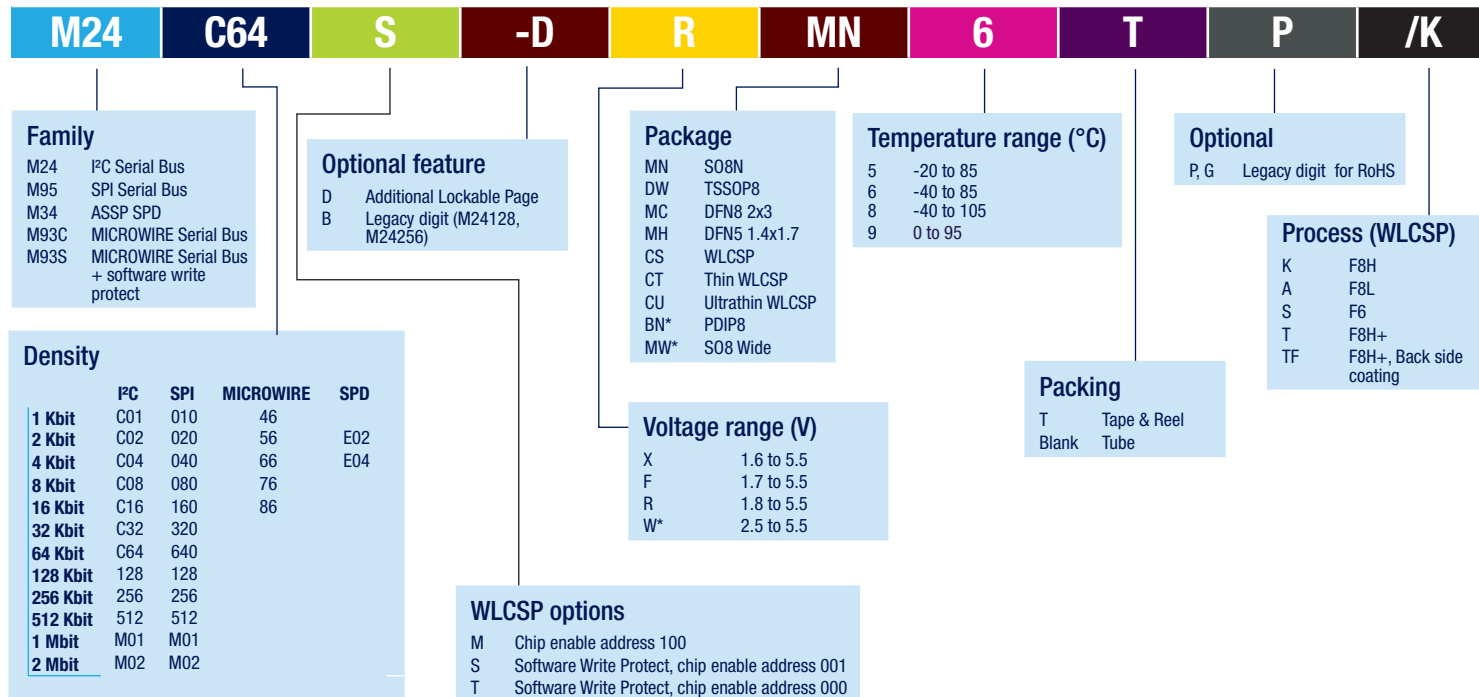 M24 C64 S -D R MN 6 T P /K
Family
M24 I²C Serial Bus
M95 SPI Serial Bus
M34 ASSP SPD
M93C MICROWIRE Serial Bus
M93S MICROWIRE Serial Bus
+ software write
protect
Optional feature
D Additional Lockable Page
B Legacy digit (M24128,
M24256)
Package
MN SO8N
DW TSSOP8
MC DFN8 2x3
MH DFN5 1.4x1.7
CS WLCSP
CT Thin WLCSP
CU Ultrathin WLCSP
BN* PDIP8
MW* SO8 Wide
Temperature range (°C)
5 -20 to 85
6 -40 to 85
8 -40 to 105
9 0 to 95
Optional
P, G Legacy digit for RoHS
Process (WLCSP)
K F8H
A F8L
S F6
T F8H+
TF F8H+, Back side
coating
Density
I²C SPI MICROWIRE SPD
1 Kbit C01 010 46
2 Kbit C02 020 56 E02
4 Kbit C04 040 66 E04
8 Kbit C08 080 76
16 Kbit C16 160 86
32 Kbit C32 320
64 Kbit C64 640
128 Kbit 128 128
256 Kbit 256 256
512 Kbit 512 512
1 Mbit M01 M01
2 Mbit M02 M02
Voltage range (V)
X 1.6 to 5.5
F 1.7 to 5.5
R 1.8 to 5.5
W* 2.5 to 5.5
Packing
T Tape & Reel
Blank Tube
WLCSP options
M Chip enable address 100
S Software Write Protect, chip enable address 001
T Software Write Protect, chip enable address 000